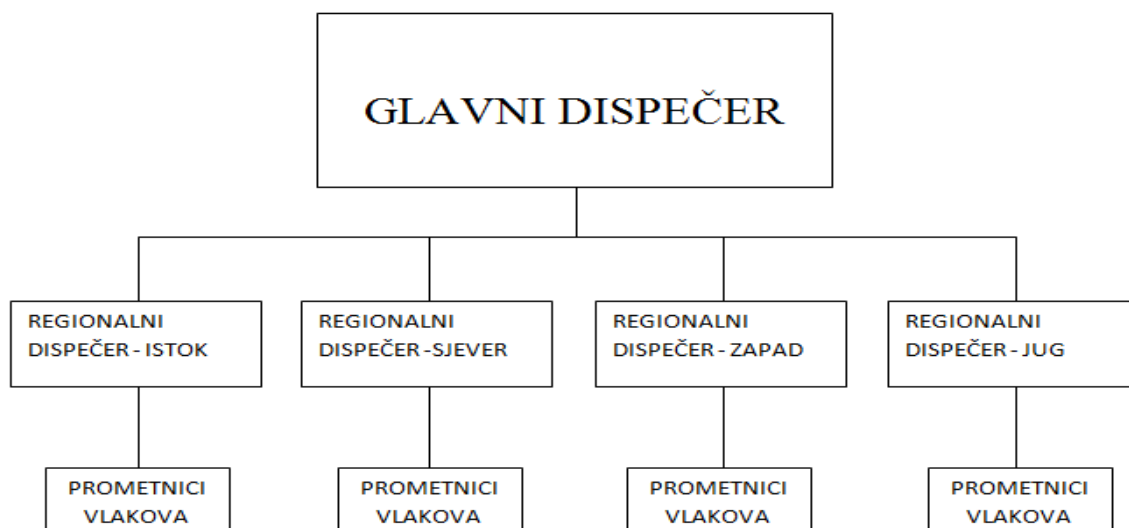 GLAVNI DISPEČER
REGIONALNI
DISPEČER - ISTOK
REGIONALNI
DISPEČER -SJEVER
REGIONALNI
DISPEČER - ZAPAD
REGIONALNI
DISPEČER - JUG
PROMETNICI
VLAKOVA
PROMETNICI
VLAKOVA
PROMETNICI
VLAKOVA
PROMETNICI
VLAKOVA